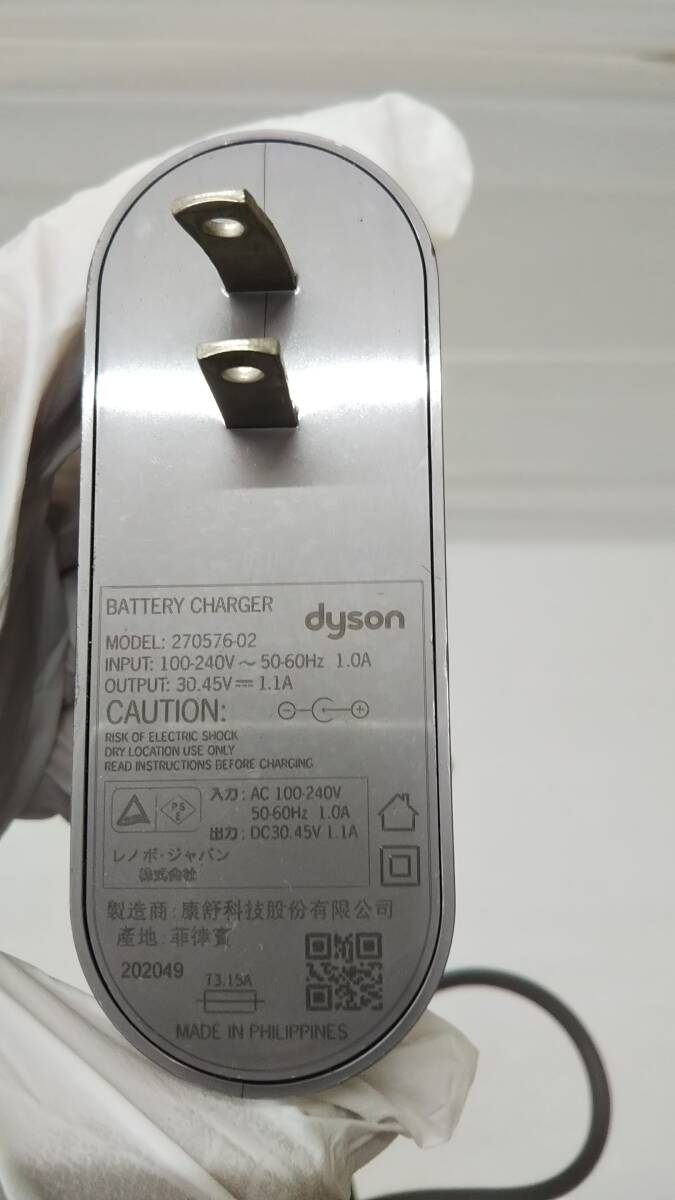 BATTERY CHARGER
dyson
MODEL: 270576-02
INPUT: 100-240V ~ 50-60Hz 1.0A
OUTPUT: 30.45V ⎓ 1.1A
CAUTION:
RISK OF ELECTRIC SHOCK
DRY LOCATION USE ONLY
READ INSTRUCTIONS BEFORE CHARGING
PS
E
入力: AC 100-240V
50-60Hz 1.0A
出力: DC30.45V 1.1A
レノボ・ジャパン
株式会社
製造商:康舒科技股份有限公司
產地:菲律賓
202049
T3.15A
MADE IN PHILIPPINES